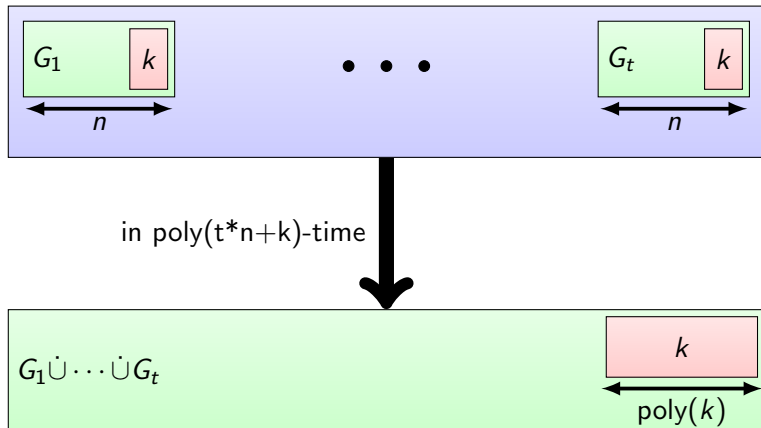 G₁ k G_t k
n n
in poly(t*n+k)-time
k
G₁ ∪̇ ⋯ ∪̇ G_t
poly(k)